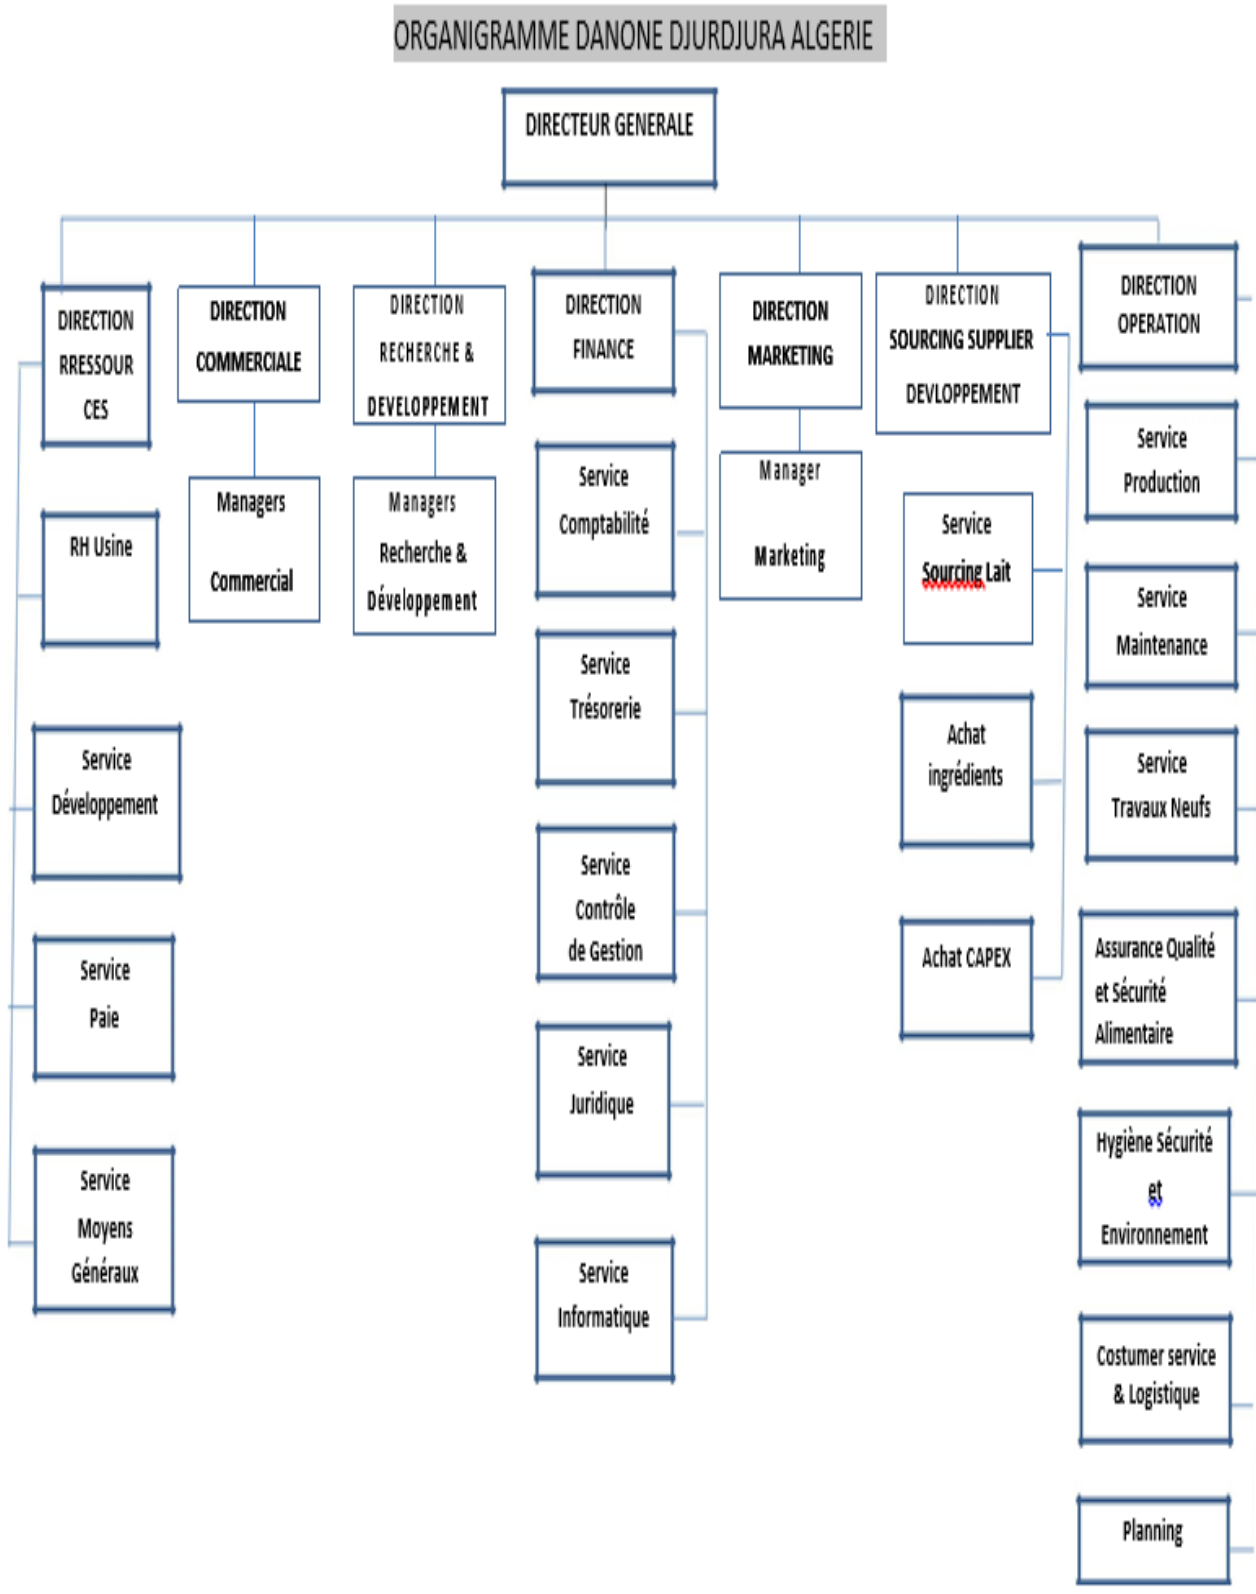 ORGANIGRAMME DANONE DJURDJURA ALGERIE
DIRECTEUR GENERALE
DIRECTION
RRESSOUR
CES
RH Usine
Service
Développement
Service
Paie
Service
Moyens
Généraux
DIRECTION
COMMERCIALE
Managers
Commercial
DIRECTION
RECHERCHE &
DEVELOPPEMENT
Managers
Recherche &
Développement
DIRECTION
FINANCE
Service
Comptabilité
Service
Trésorerie
Service
Contrôle
de Gestion
Service
Juridique
Service
Informatique
DIRECTION
MARKETING
Manager
Marketing
DIRECTION
SOURCING SUPPLIER
DEVLOPPEMENT
Service
Sourcing Lait
Achat
ingrédients
Achat CAPEX
DIRECTION
OPERATION
Service
Production
Service
Maintenance
Service
Travaux Neufs
Assurance Qualité
et Sécurité
Alimentaire
Hygiène Sécurité
et
Environnement
Costumer service
& Logistique
Planning